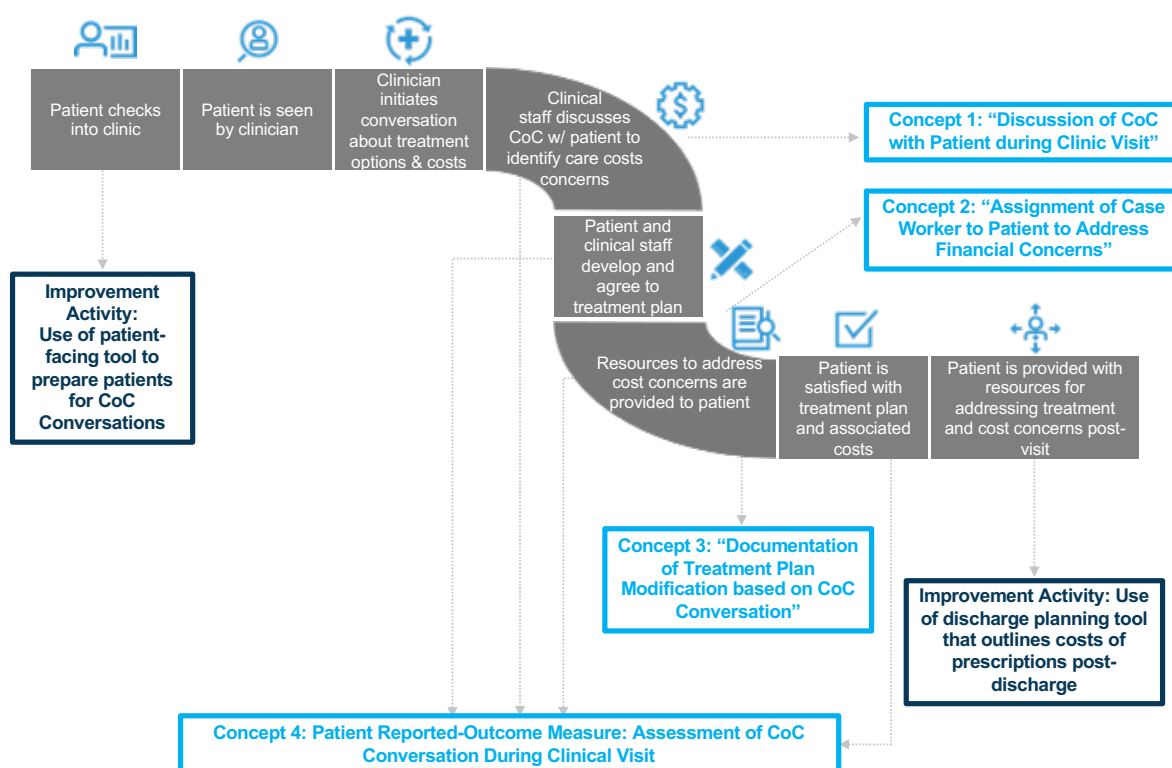 Patient checks
into clinic
Patient is seen
by clinician
Clinician
initiates
conversation
about treatment
options & costs
Clinical
staff discusses
CoC w/ patient to
identify care costs
concerns
Concept 1: “Discussion of CoC
with Patient during Clinic Visit”
Concept 2: “Assignment of Case
Worker to Patient to Address
Financial Concerns”
Patient and
clinical staff
develop and
agree to
treatment plan
Improvement
Activity:
Use of patient-
facing tool to
prepare patients
for CoC
Conversations
Resources to address
cost concerns are
provided to patient
Patient is
satisfied with
treatment plan
and associated
costs
Patient is provided with
resources for
addressing treatment
and cost concerns post-
visit
Concept 3: “Documentation
of Treatment Plan
Modification based on CoC
Conversation”
Improvement Activity: Use
of discharge planning tool
that outlines costs of
prescriptions post-
discharge
Concept 4: Patient Reported-Outcome Measure: Assessment of CoC
Conversation During Clinical Visit